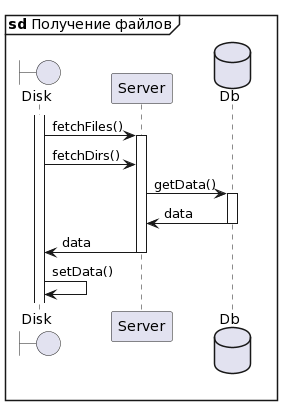 sd Получение файлов
Disk
Server
Db
fetchFiles()
fetchDirs()
getData()
data
data
setData()
Disk
Server
Db